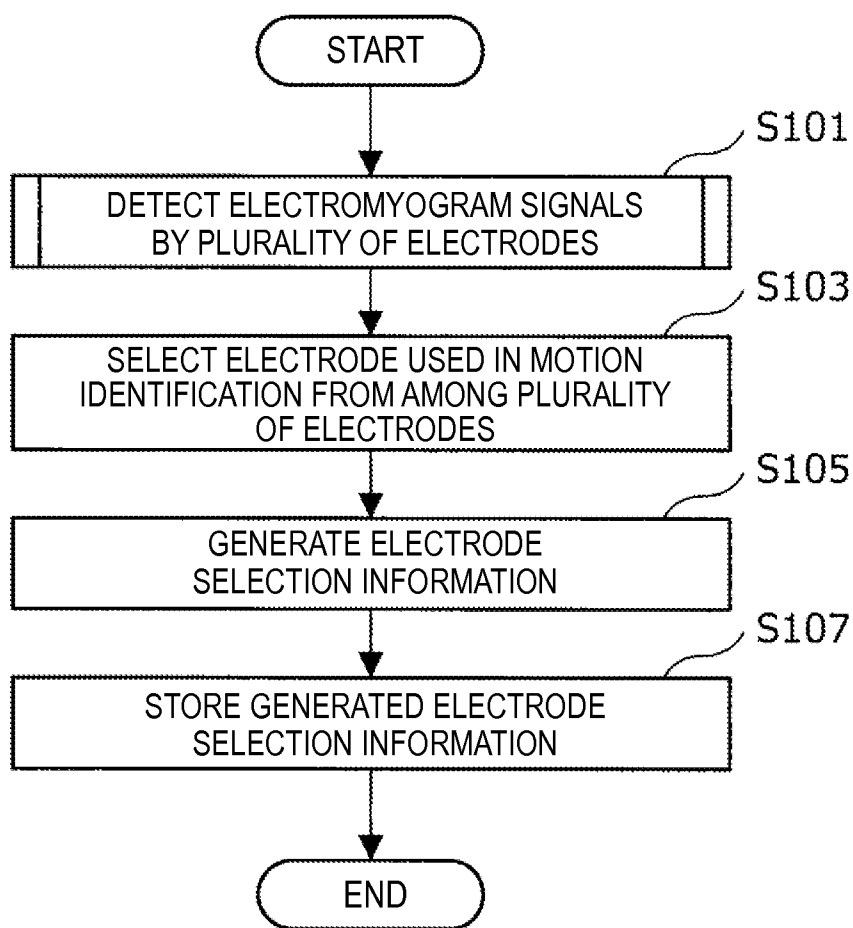 START
S101
DETECT ELECTROMYOGRAM SIGNALS
BY PLURALITY OF ELECTRODES
S103
SELECT ELECTRODE USED IN MOTION
IDENTIFICATION FROM AMONG PLURALITY
OF ELECTRODES
S105
GENERATE ELECTRODE
SELECTION INFORMATION
S107
STORE GENERATED ELECTRODE
SELECTION INFORMATION
END